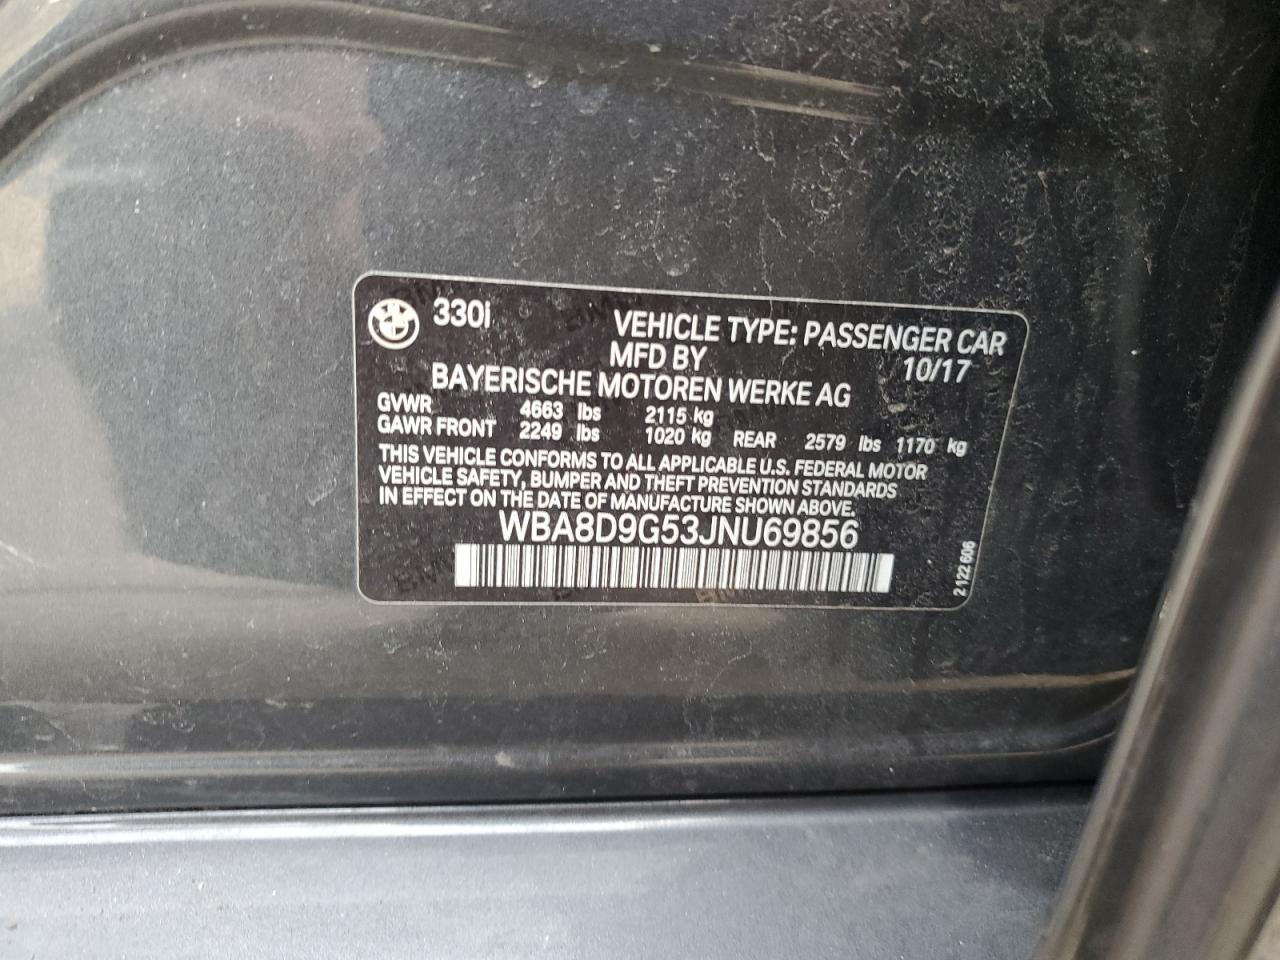 330i
VEHICLE TYPE: PASSENGER CAR
MFD BY 10/17
BAYERISCHE MOTOREN WERKE AG
GVWR 4663 lbs 2115 kg
GAWR FRONT 2249 lbs 1020 kg REAR 2579 lbs 1170 kg
THIS VEHICLE CONFORMS TO ALL APPLICABLE U.S. FEDERAL MOTOR
VEHICLE SAFETY, BUMPER AND THEFT PREVENTION STANDARDS
IN EFFECT ON THE DATE OF MANUFACTURE SHOWN ABOVE.
WBA8D9G53JNU69856
2 122 606